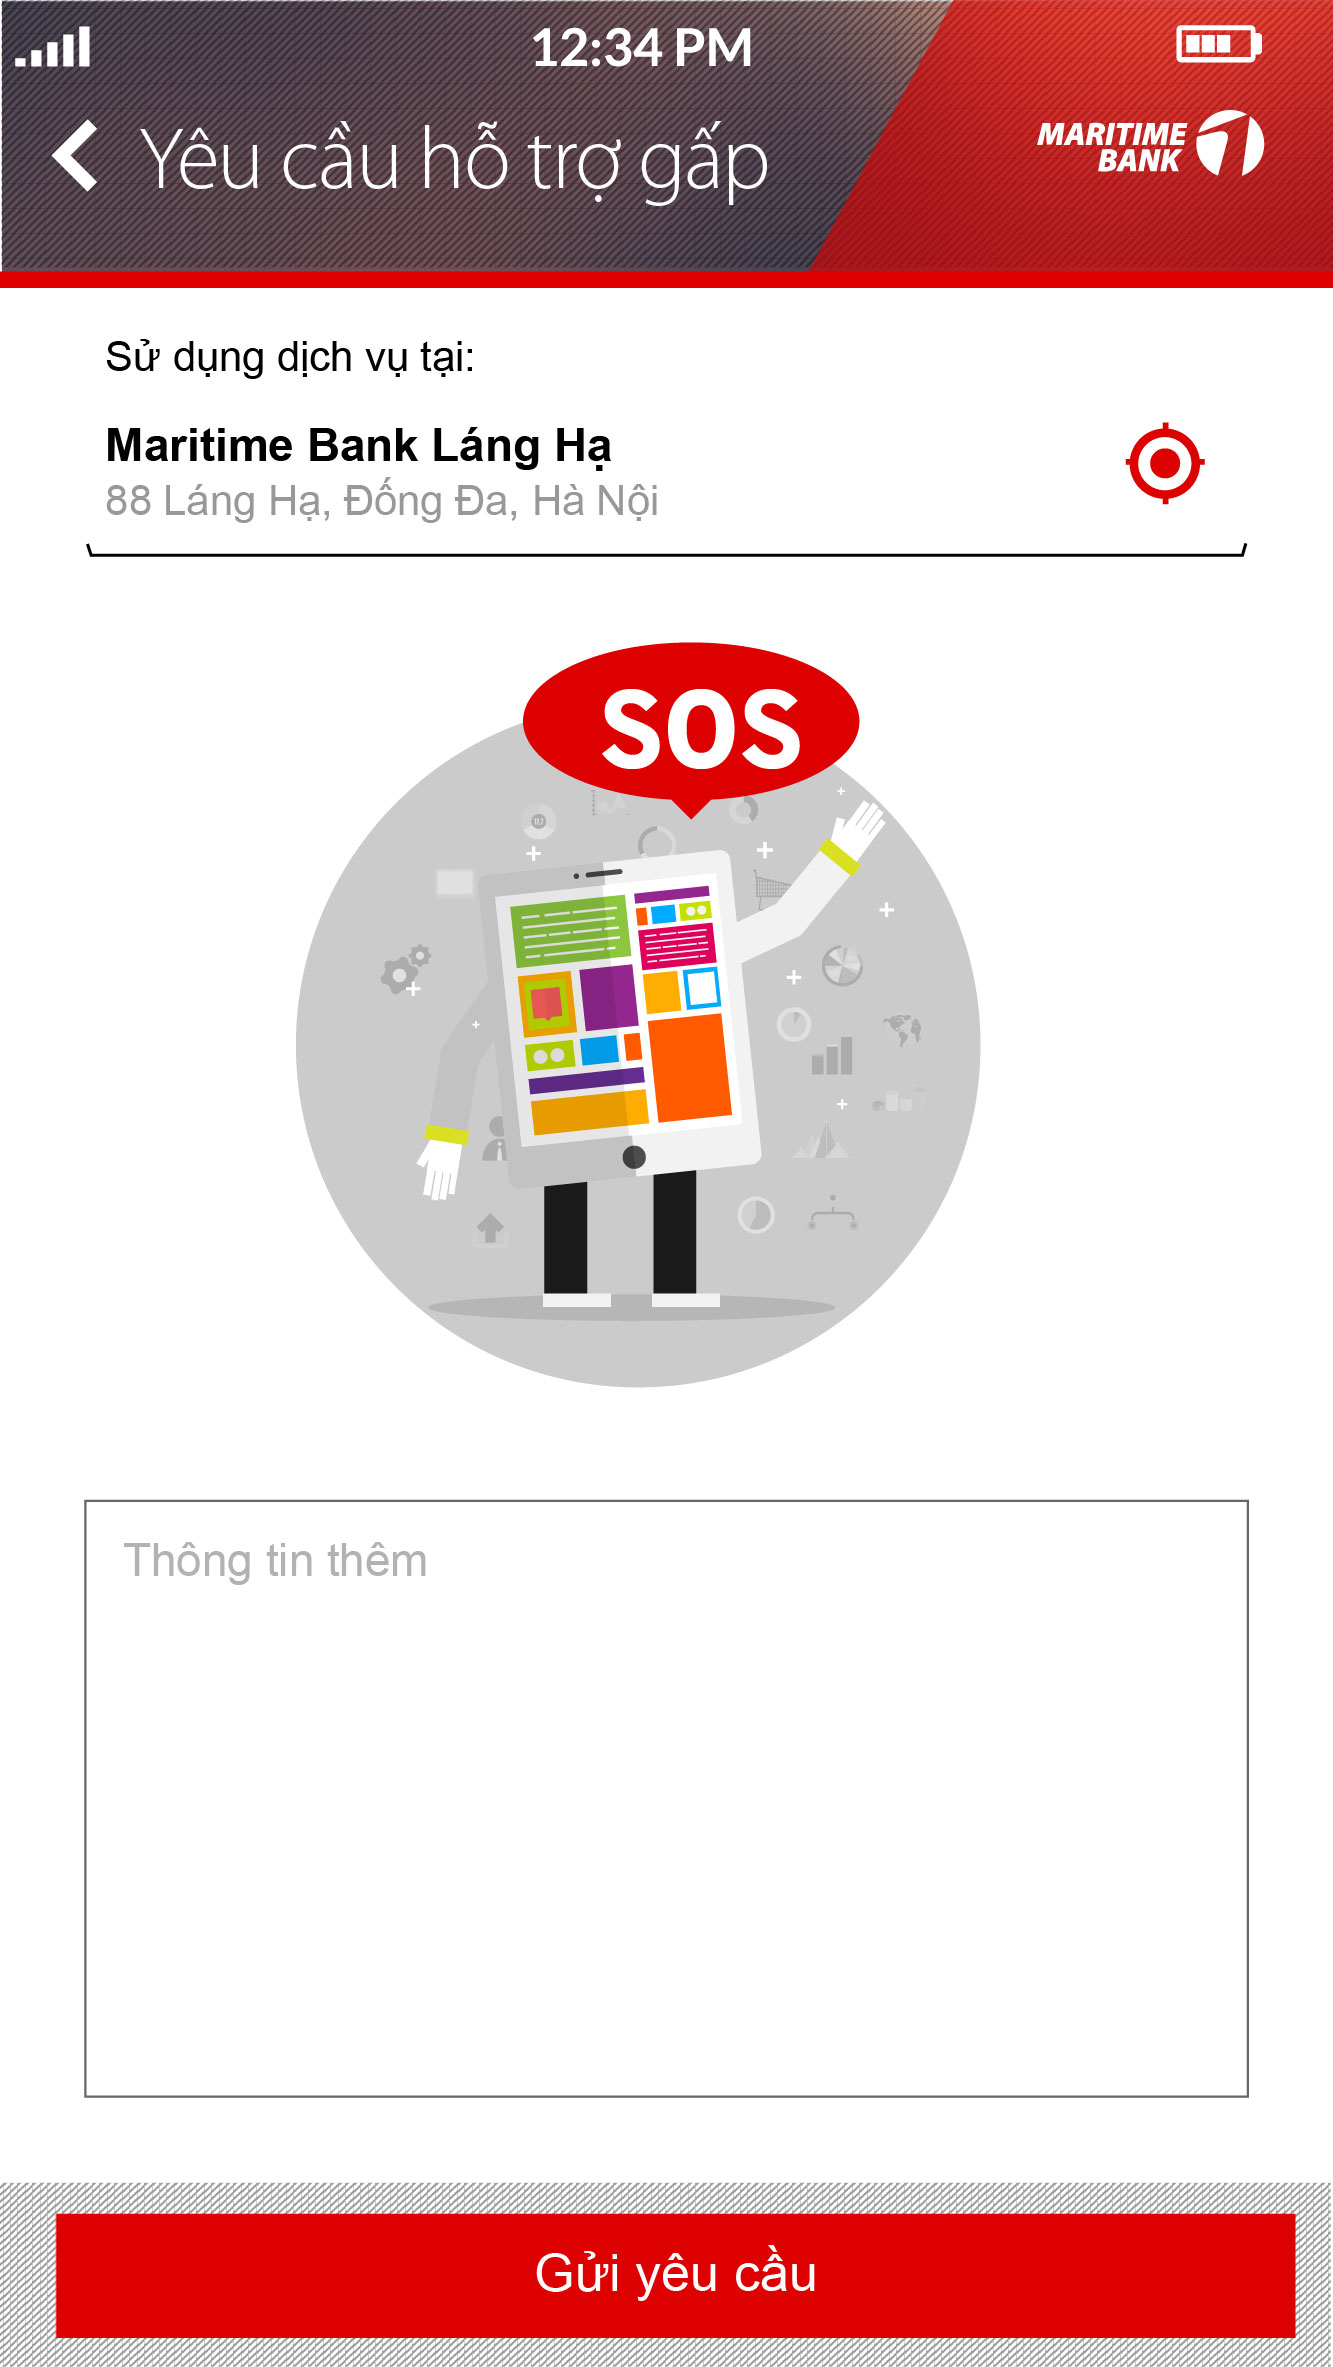 12:34 PM
Yêu cầu hỗ trợ gấp
MARITIME
BANK
Sử dụng dịch vụ tại:
Maritime Bank Láng Hạ
88 Láng Hạ, Đống Đa, Hà Nội
SOS
Thông tin thêm
Gửi yêu cầu